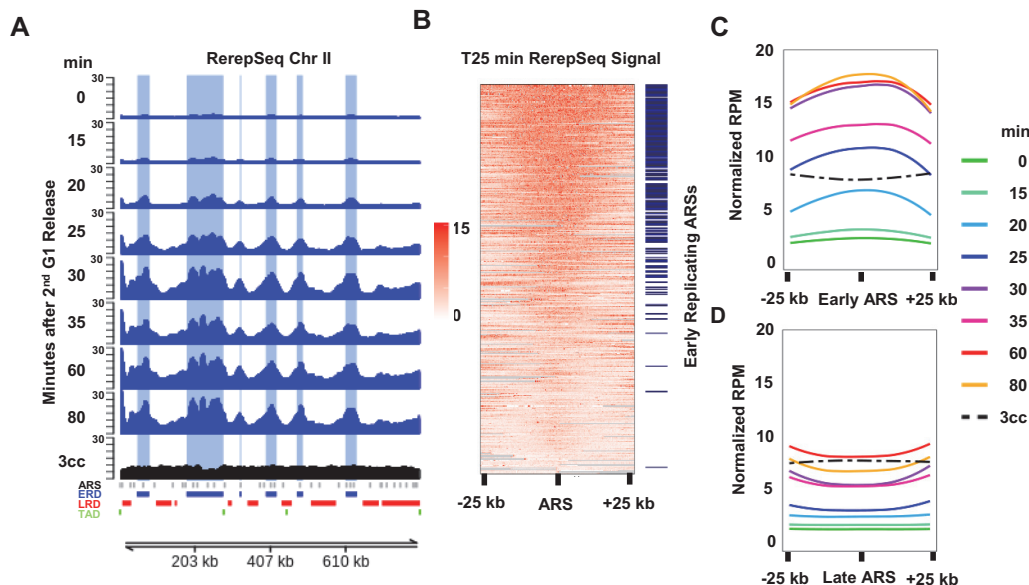 A
RerepSeq Chr II
min
Minutes after 2nd G1 Release
30
0
30
15
30
20
30
25
30
30
30
35
30
60
30
80
30
3cc
ARS
ERD
LRD
TAD
203 kb
407 kb
610 kb
B
T25 min RerepSeq Signal
15
0
Early Replicating ARSs
-25 kb
ARS
+25 kb
C
Normalized RPM
20
15
10
5
0
-25 kb
Early ARS
+25 kb
D
Normalized RPM
20
15
10
5
0
-25 kb
Late ARS
+25 kb
min
0
15
20
25
30
35
60
80
3cc